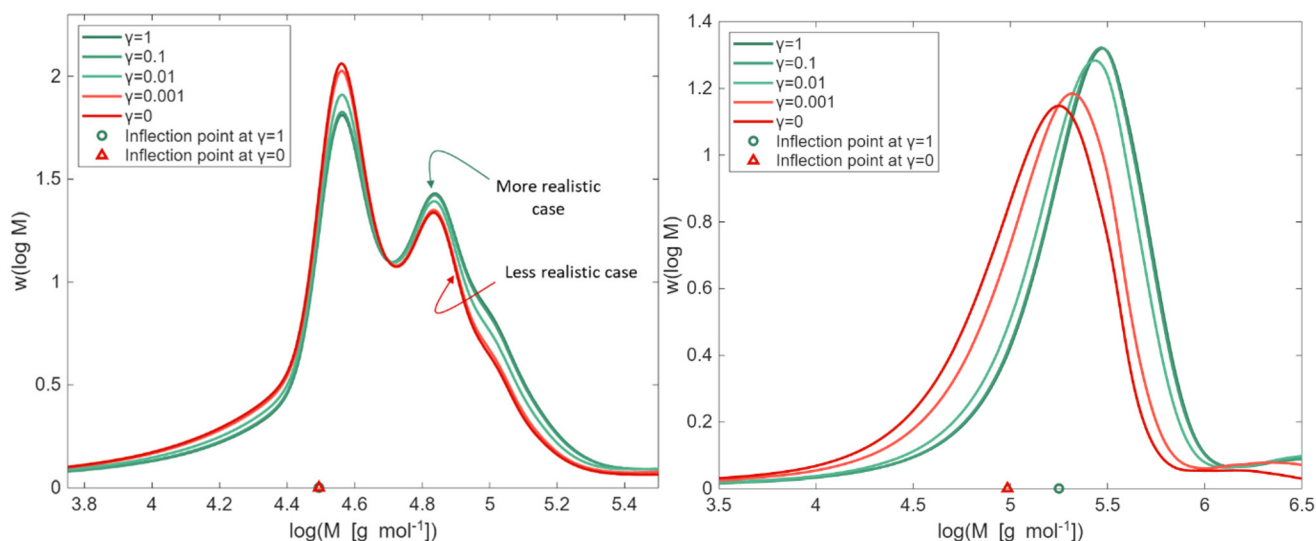 γ=1
γ=0.1
γ=0.01
γ=0.001
γ=0
Inflection point at γ=1
Inflection point at γ=0
More realistic
case
Less realistic case
w(log M)
2
1.5
1
0.5
0
3.8
4
4.2
4.4
4.6
4.8
5
5.2
5.4
log(M [g mol⁻¹])
γ=1
γ=0.1
γ=0.01
γ=0.001
γ=0
Inflection point at γ=1
Inflection point at γ=0
w(log M)
1.4
1.2
1
0.8
0.6
0.4
0.2
0
3.5
4
4.5
5
5.5
6
6.5
log(M [g mol⁻¹])